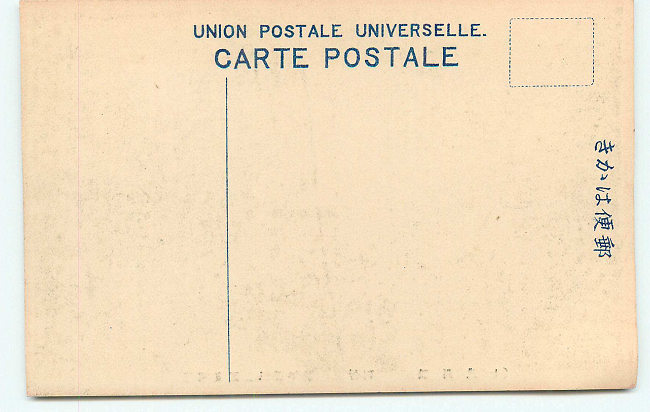 UNION POSTALE UNIVERSELLE.
CARTE POSTALE
きかは便郵